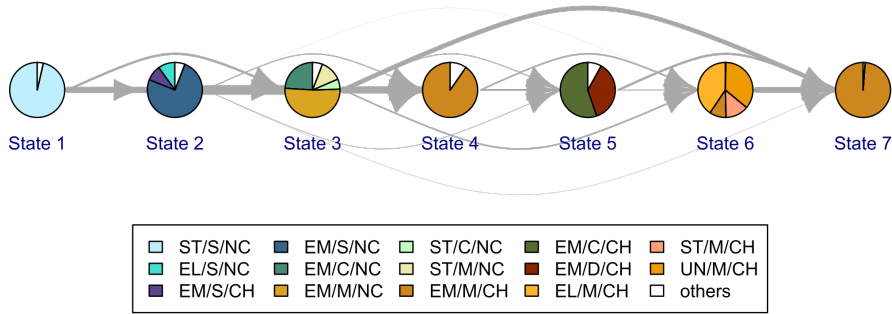 State 1 State 2 State 3 State 4 State 5 State 6 State 7
ST/S/NC EM/S/NC ST/C/NC EM/C/CH ST/M/CH
EL/S/NC EM/C/NC ST/M/NC EM/D/CH UN/M/CH
EM/S/CH EM/M/NC EM/M/CH EL/M/CH others